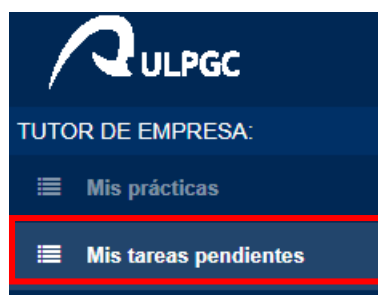 ULPGC
TUTOR DE EMPRESA:
Mis prácticas
Mis tareas pendientes